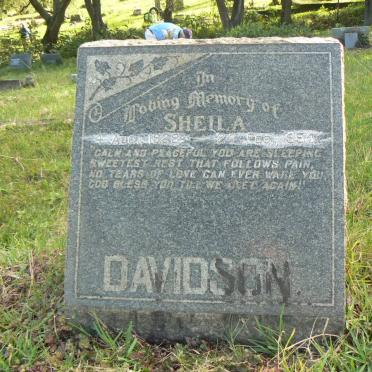 In
Loving Memory of
SHEILA
"CALM AND PEACEFUL YOU ARE SLEEPING
SWEETEST REST THAT FOLLOWS PAIN,
NO TEARS OF LOVE CAN EVER WAKE YOU,
GOD BLESS YOU TILL WE MEET AGAIN."
DAVIDSON.